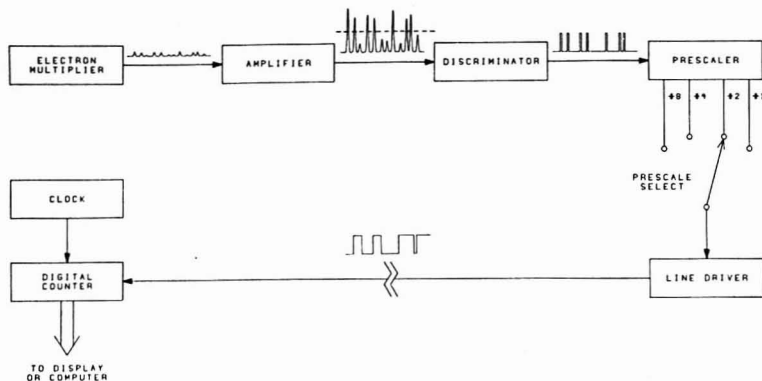 ELECTRON
MULTIPLIER
AMPLIFIER
DISCRIMINATOR
PRESCALER
÷8
÷4
÷2
PRESCALE
SELECT
CLOCK
DIGITAL
COUNTER
LINE DRIVER
TO DISPLAY
OR COMPUTER